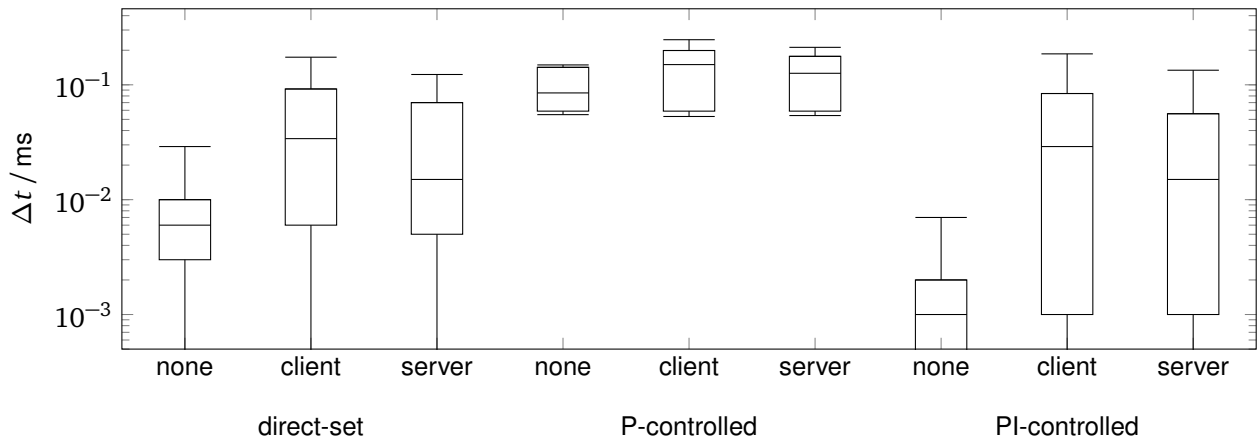 10⁻¹
10⁻²
10⁻³
Δt / ms
none client server none client server none client server
direct-set P-controlled PI-controlled